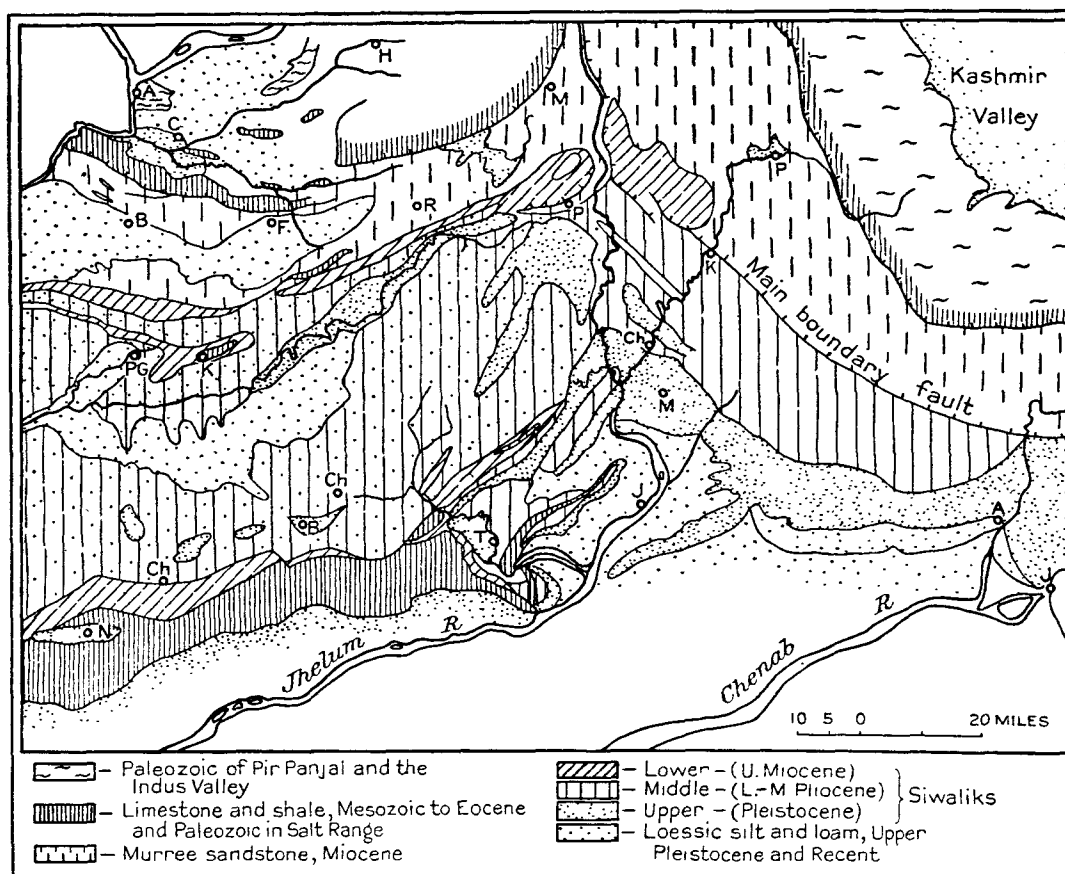 H
A
M
Kashmir
Valley
C
P
R
P
B
F
K
Main boundary fault
Ch
PG
K
M
Ch
J
A
B
T
Ch
J
N
Jhelum R
Chenab R
10 5 0 20 MILES
Paleozoic of Pir Panjal and the
Indus Valley
Limestone and shale, Mesozoic to Eocene
and Paleozoic in Salt Range
Murree sandstone, Miocene
Lower-(U. Miocene)
Middle-(L.-M Pliocene)
Upper-(Pleistocene)
Siwaliks
Loessic silt and loam, Upper
Pleistocene and Recent